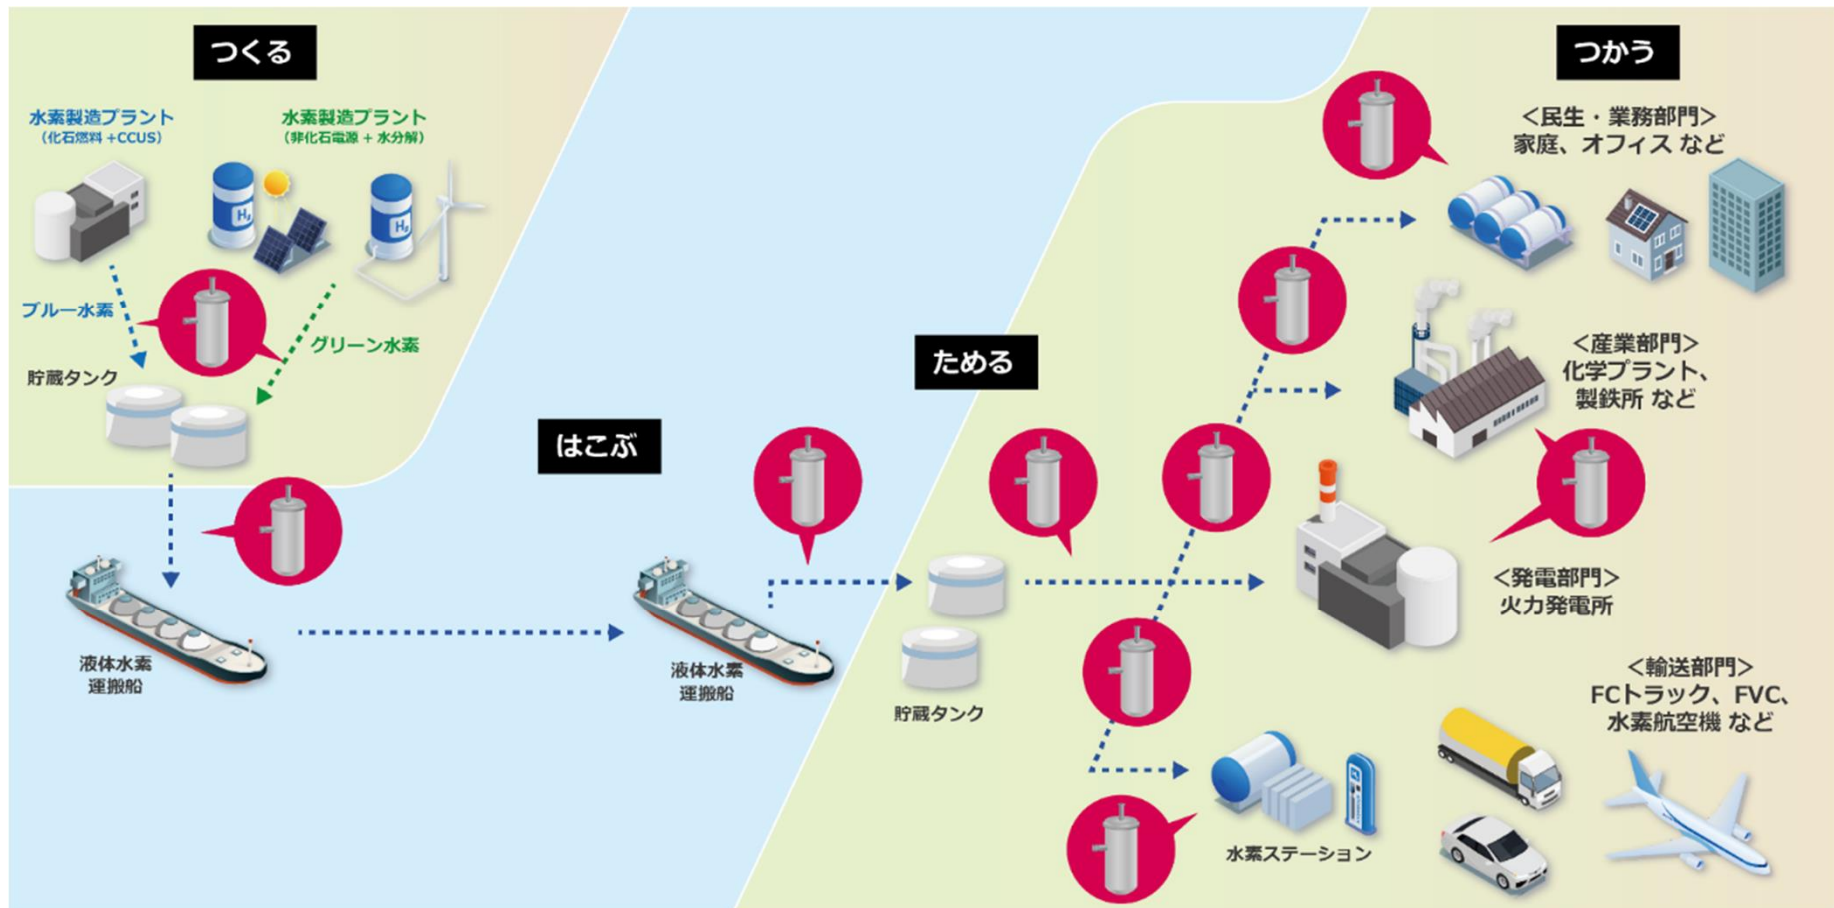 つくる
水素製造プラント
（化石燃料 +CCUS）
水素製造プラント
（非化石電源 + 水分解）
H₂
H₂
ブルー水素
グリーン水素
貯蔵タンク
はこぶ
液体水素
運搬船
液体水素
運搬船
ためる
貯蔵タンク
つかう
＜民生・業務部門＞
家庭、オフィス など
＜産業部門＞
化学プラント、
製鉄所 など
＜発電部門＞
火力発電所
＜輸送部門＞
FCトラック、FVC、
水素航空機 など
水素ステーション